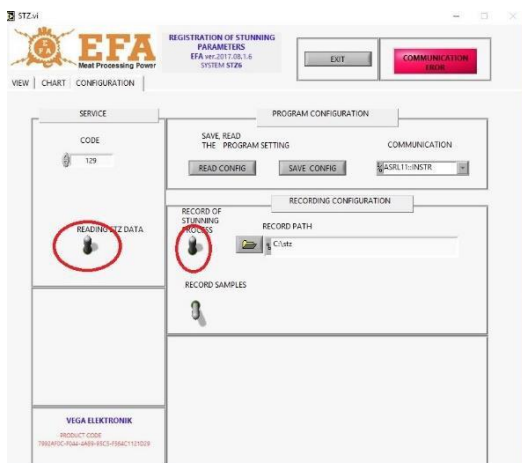 STZ.vi
EFA
Meat Processing Power
REGISTRATION OF STUNNING
PARAMETERS
EFA ver.2017.08.1.6
SYSTEM STZ6
EXIT
COMMUNICATION
ERROR
VIEW
CHART
CONFIGURATION
SERVICE
CODE
129
READING STZ DATA
PROGRAM CONFIGURATION
SAVE, READ
THE PROGRAM SETTING
READ CONFIG
SAVE CONFIG
COMMUNICATION
ASRL11::INSTR
RECORDING CONFIGURATION
RECORD OF
STUNNING
PROCESS
RECORD PATH
C:\stz
RECORD SAMPLES
VEGA ELEKTRONIK
PRODUCT CODE